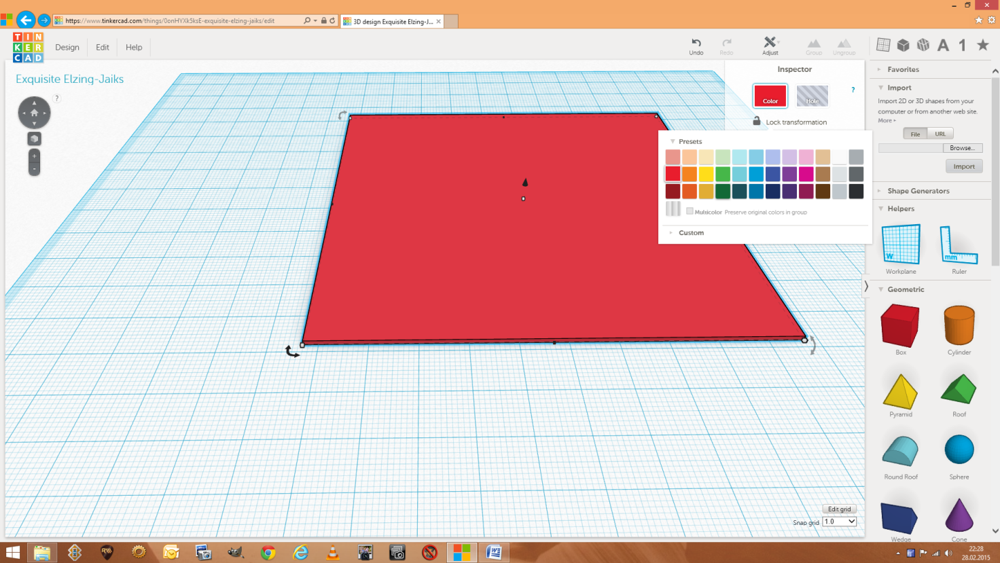 https://www.tinkercad.com/things/0onHYXk5ksE-exquisite-elzing-jaiks/edit
3D design Exquisite Elzing-J...
TIN
KER
CAD
Design
Edit
Help
Undo
Redo
Adjust
Group
Ungroup
A
1
Exquisite Elzing-Jaiks
?
+
-
Inspector
Color
Hole
?
Lock transformation
Presets
Multicolor Preserve original colors in group
Custom
Favorites
Import
Import 2D or 3D shapes from your
computer or from another web site.
More
File
URL
Browse...
Import
Shape Generators
Helpers
W
mm
Workplane
Ruler
Geometric
Box
Cylinder
Pyramid
Roof
Round Roof
Sphere
Wedge
Cone
Edit grid
Snap grid
1.0
22:28
28.02.2015